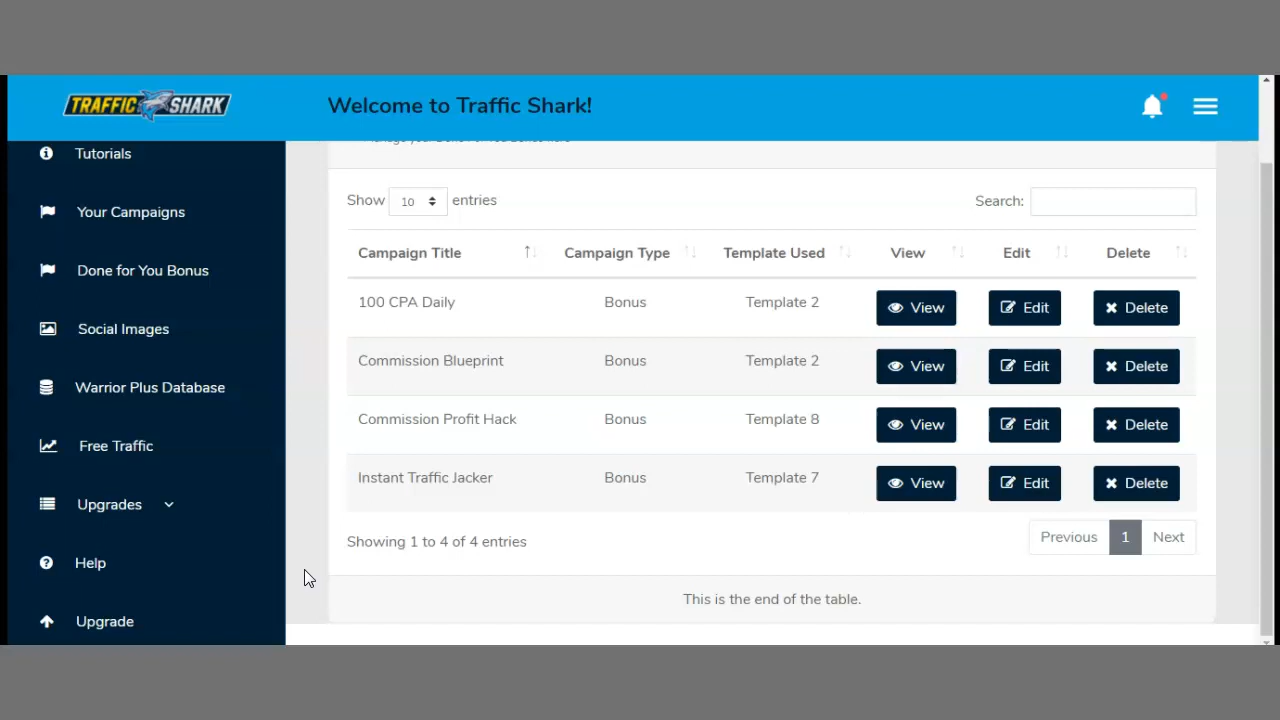 TRAFFIC SHARK
Welcome to Traffic Shark!
Tutorials
Your Campaigns
Done for You Bonus
Social Images
Warrior Plus Database
Free Traffic
Upgrades
Help
Upgrade
Show 10 entries
Search:
Campaign Title Campaign Type Template Used View Edit Delete
100 CPA Daily Bonus Template 2 View Edit Delete
Commission Blueprint Bonus Template 2 View Edit Delete
Commission Profit Hack Bonus Template 8 View Edit Delete
Instant Traffic Jacker Bonus Template 7 View Edit Delete
Showing 1 to 4 of 4 entries
Previous 1 Next
This is the end of the table.